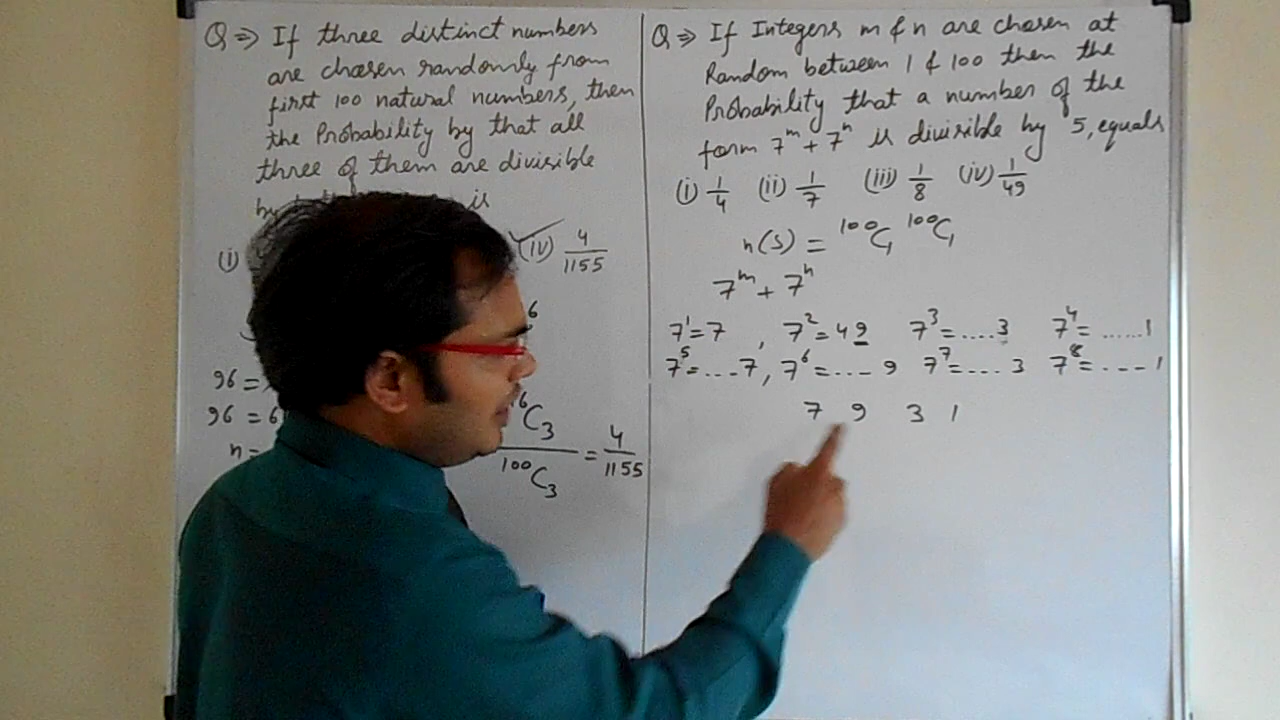 Q ⇒ If three distinct numbers
are chosen randomly from
first 100 natural numbers, then
the Probability by that all
three of them are divisible
is
(i) (iv) 4/1155
6
96 =
96 = 6
n =
6C3
100C3 = 4/1155
Q ⇒ If Integers m & n are chosen at
Random between 1 & 100 then the
Probability that a number of the
form 7^m + 7^n is divisible by 5, equals
(i) 1/4 (ii) 1/7 (iii) 1/8 (iv) 1/49
n(S) = 100C1 100C1
7^m + 7^n
7^1 = 7 , 7^2 = 49 7^3 = ....3 7^4 = .....1
7^5 = ....7, 7^6 = .... 9 7^7 = .... 3 7^8 = .... 1
7 9 3 1